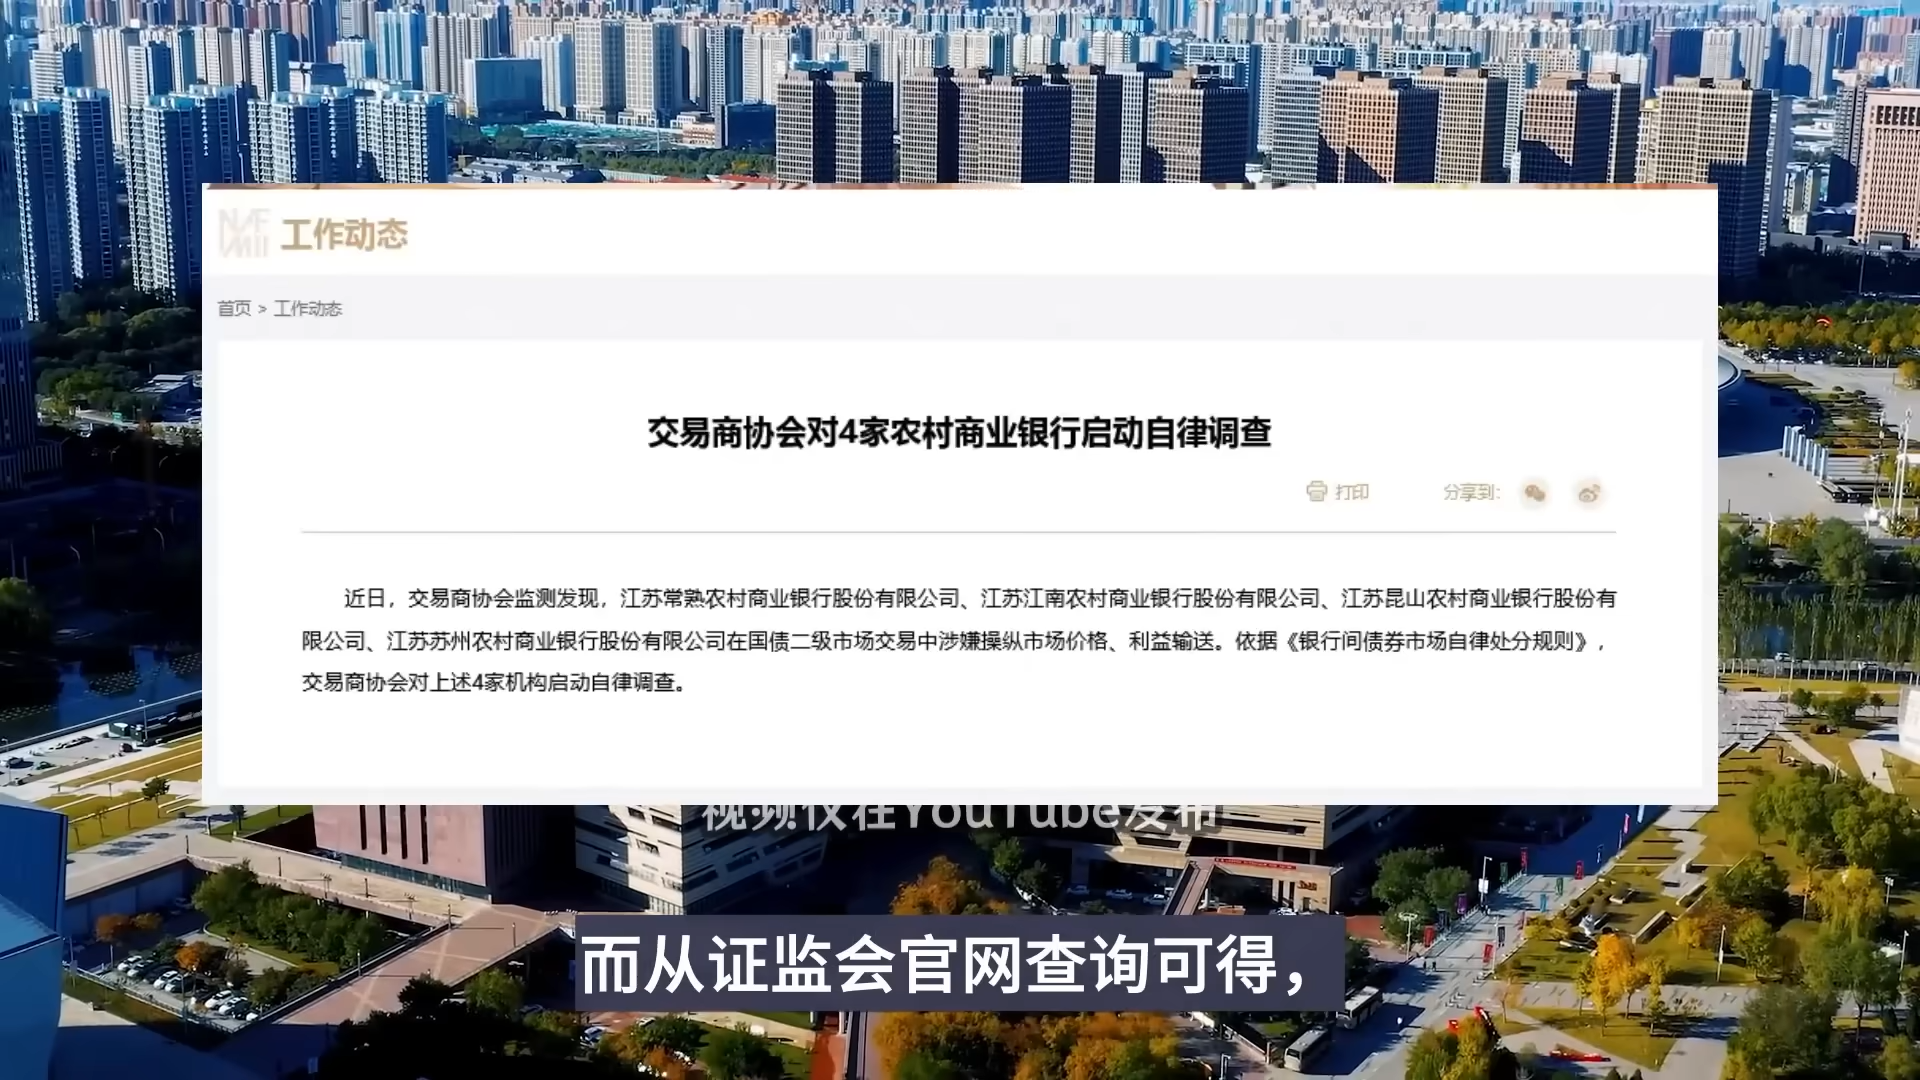 NAFMII 工作动态
首页 > 工作动态
交易商协会对4家农村商业银行启动自律调查
打印 分享到:
近日，交易商协会监测发现，江苏常熟农村商业银行股份有限公司、江苏江南农村商业银行股份有限公司、江苏昆山农村商业银行股份有
限公司、江苏苏州农村商业银行股份有限公司在国债二级市场交易中涉嫌操纵市场价格、利益输送。依据《银行间债券市场自律处分规则》，
交易商协会对上述4家机构启动自律调查。
视频仅在YouTube发布
而从证监会官网查询可得，